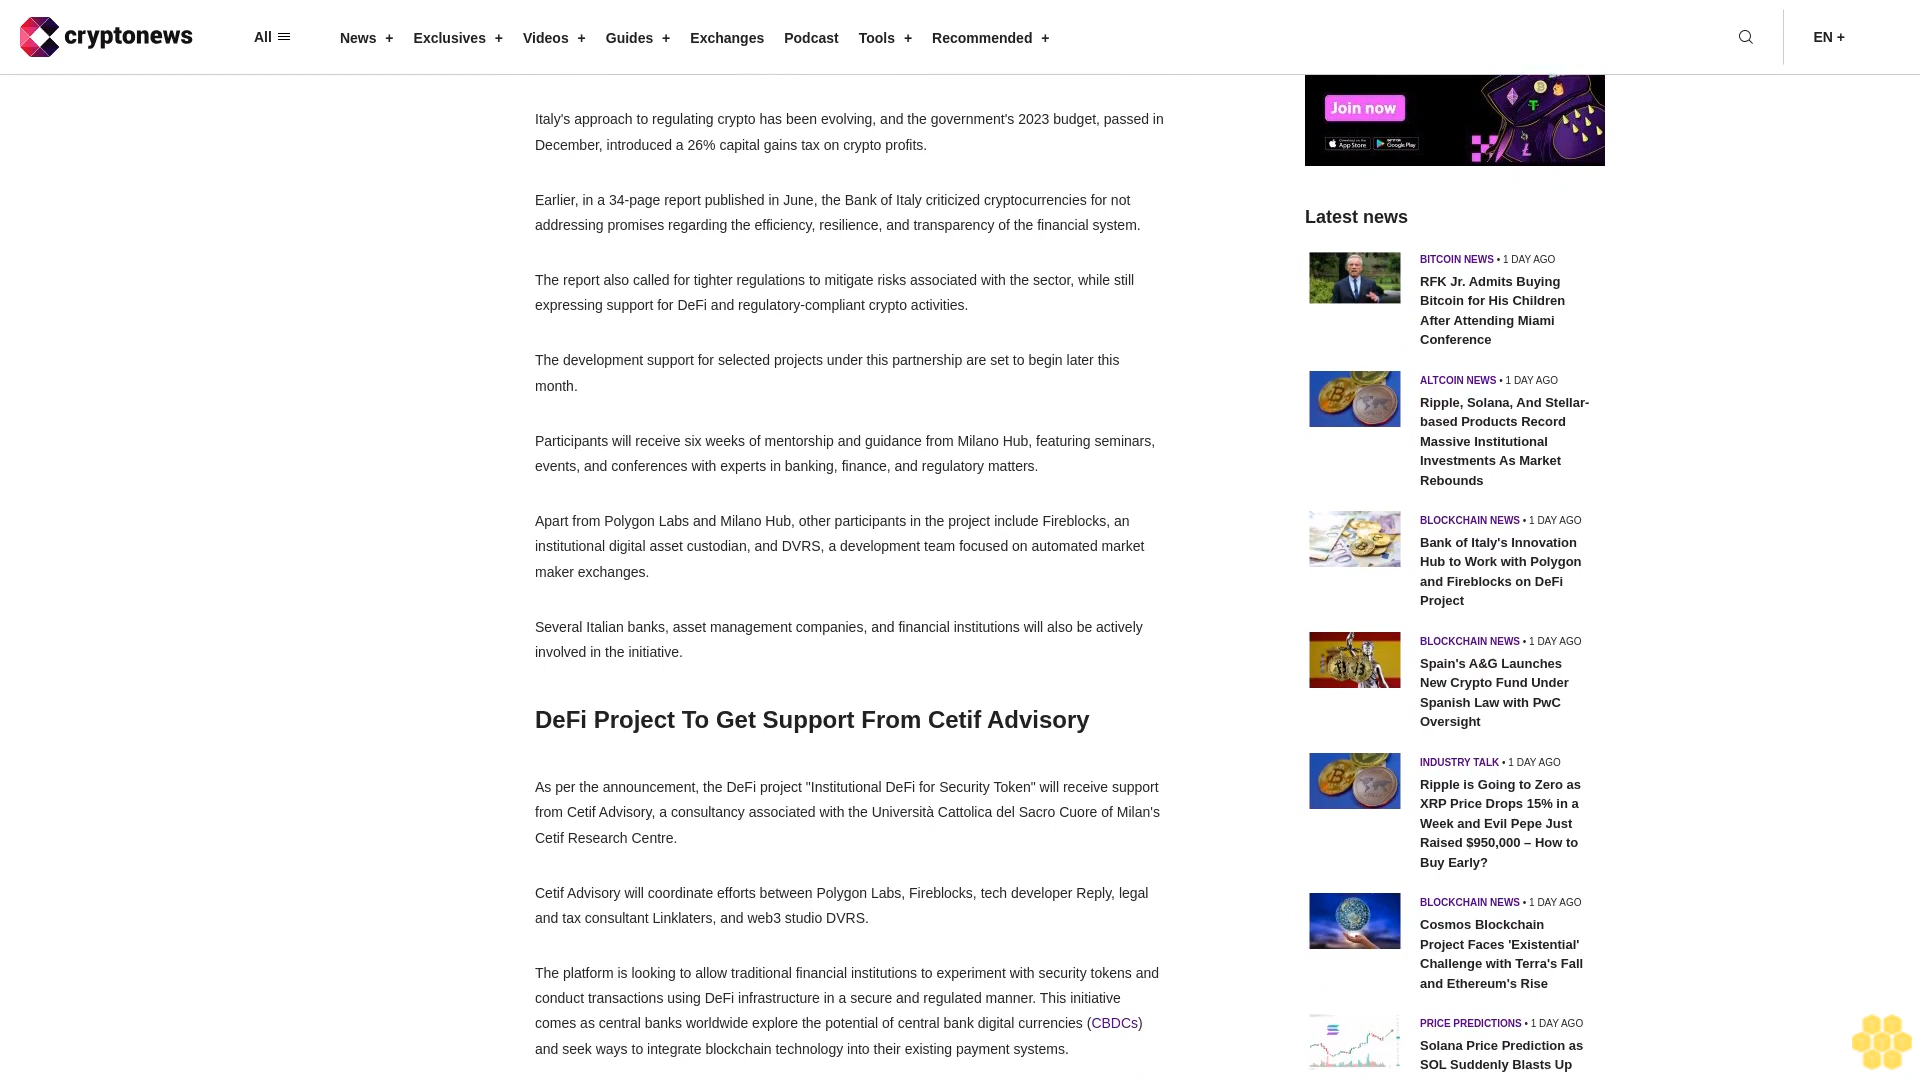 cryptonews
All
News +
Exclusives +
Videos +
Guides +
Exchanges
Podcast
Tools +
Recommended +
EN +
Italy's approach to regulating crypto has been evolving, and the government's 2023 budget, passed in
December, introduced a 26% capital gains tax on crypto profits.
Earlier, in a 34-page report published in June, the Bank of Italy criticized cryptocurrencies for not
addressing promises regarding the efficiency, resilience, and transparency of the financial system.
The report also called for tighter regulations to mitigate risks associated with the sector, while still
expressing support for DeFi and regulatory-compliant crypto activities.
The development support for selected projects under this partnership are set to begin later this
month.
Participants will receive six weeks of mentorship and guidance from Milano Hub, featuring seminars,
events, and conferences with experts in banking, finance, and regulatory matters.
Apart from Polygon Labs and Milano Hub, other participants in the project include Fireblocks, an
institutional digital asset custodian, and DVRS, a development team focused on automated market
maker exchanges.
Several Italian banks, asset management companies, and financial institutions will also be actively
involved in the initiative.
DeFi Project To Get Support From Cetif Advisory
As per the announcement, the DeFi project "Institutional DeFi for Security Token" will receive support
from Cetif Advisory, a consultancy associated with the Università Cattolica del Sacro Cuore of Milan's
Cetif Research Centre.
Cetif Advisory will coordinate efforts between Polygon Labs, Fireblocks, tech developer Reply, legal
and tax consultant Linklaters, and web3 studio DVRS.
The platform is looking to allow traditional financial institutions to experiment with security tokens and
conduct transactions using DeFi infrastructure in a secure and regulated manner. This initiative
comes as central banks worldwide explore the potential of central bank digital currencies (CBDCs)
and seek ways to integrate blockchain technology into their existing payment systems.
Join now
App Store
Google Play
Latest news
BITCOIN NEWS • 1 DAY AGO
RFK Jr. Admits Buying
Bitcoin for His Children
After Attending Miami
Conference
ALTCOIN NEWS • 1 DAY AGO
Ripple, Solana, And Stellar-
based Products Record
Massive Institutional
Investments As Market
Rebounds
BLOCKCHAIN NEWS • 1 DAY AGO
Bank of Italy's Innovation
Hub to Work with Polygon
and Fireblocks on DeFi
Project
BLOCKCHAIN NEWS • 1 DAY AGO
Spain's A&G Launches
New Crypto Fund Under
Spanish Law with PwC
Oversight
INDUSTRY TALK • 1 DAY AGO
Ripple is Going to Zero as
XRP Price Drops 15% in a
Week and Evil Pepe Just
Raised $950,000 – How to
Buy Early?
BLOCKCHAIN NEWS • 1 DAY AGO
Cosmos Blockchain
Project Faces 'Existential'
Challenge with Terra's Fall
and Ethereum's Rise
PRICE PREDICTIONS • 1 DAY AGO
Solana Price Prediction as
SOL Suddenly Blasts Up